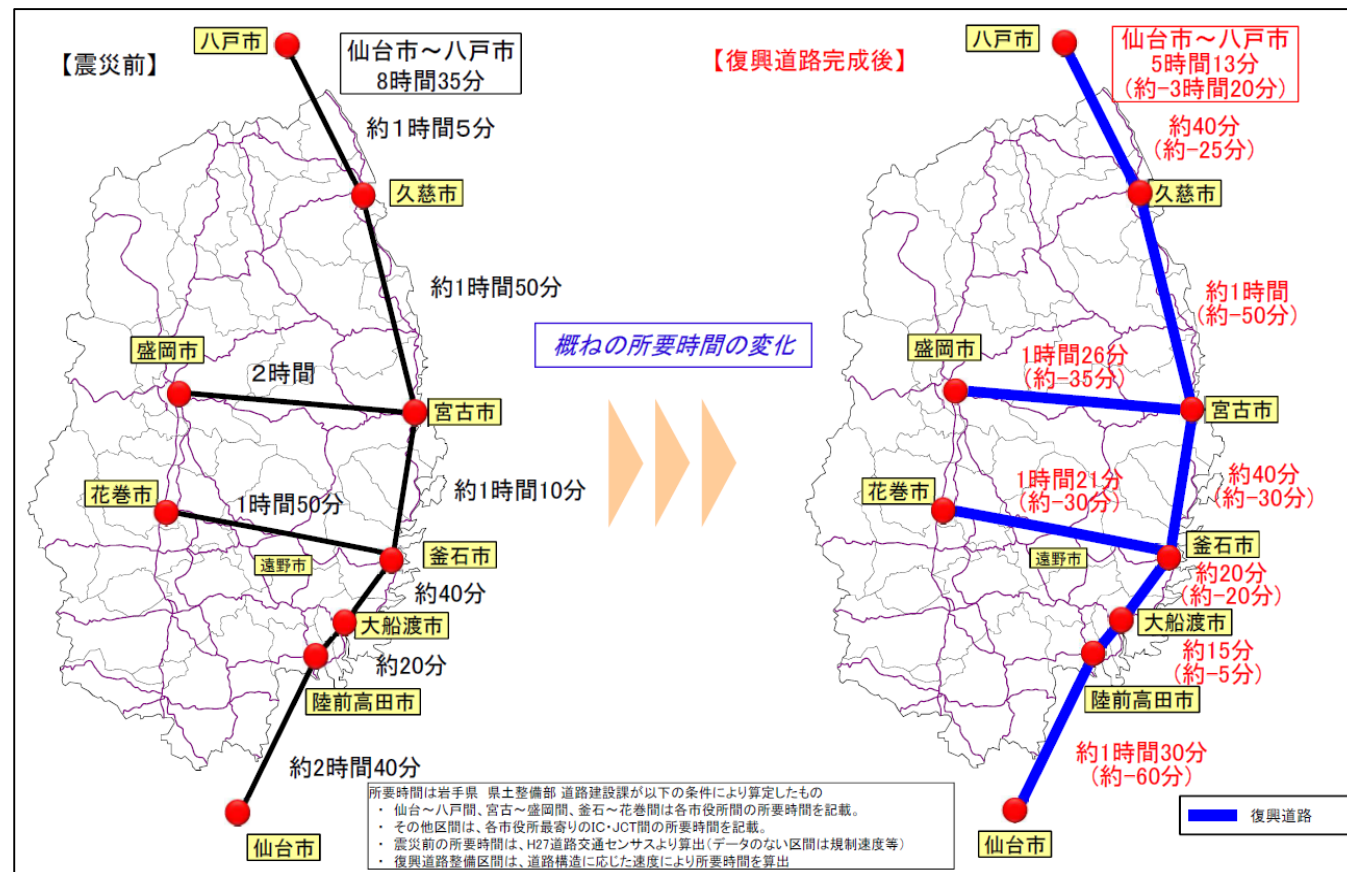 【震災前】
八戸市
仙台市～八戸市
8時間35分
約1時間5分
久慈市
約1時間50分
盛岡市
2時間
宮古市
花巻市
1時間50分
約1時間10分
釜石市
遠野市
約40分
大船渡市
約20分
陸前高田市
約2時間40分
仙台市
概ねの所要時間の変化
【復興道路完成後】
八戸市
仙台市～八戸市
5時間13分
(約-3時間20分)
約40分
(約-25分)
久慈市
約1時間
(約-50分)
盛岡市
1時間26分
(約-35分)
宮古市
花巻市
1時間21分
(約-30分)
約40分
(約-30分)
釜石市
遠野市
約20分
(約-20分)
大船渡市
約15分
(約-5分)
陸前高田市
約1時間30分
(約-60分)
仙台市
復興道路
所要時間は岩手県 県土整備部 道路建設課が以下の条件により算定したもの
・ 仙台～八戸間、宮古～盛岡間、釜石～花巻間は各市役所間の所要時間を記載。
・ その他区間は、各市役所最寄りのIC・JCT間の所要時間を記載。
・ 震災前の所要時間は、H27道路交通センサスより算出(データのない区間は規制速度等)
・ 復興道路整備区間は、道路構造に応じた速度により所要時間を算出